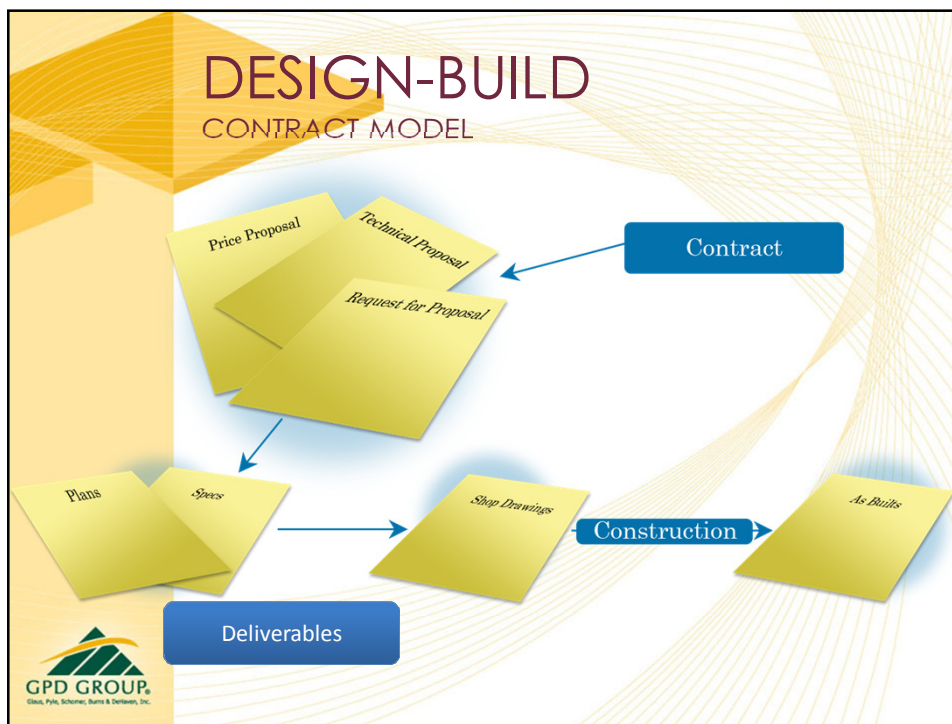 DESIGN-BUILD
CONTRACT MODEL
Price Proposal
Technical Proposal
Request for Proposal
Contract
Plans
Specs
Shop Drawings
Construction
As Builts
Deliverables
GPD GROUP®
Glaus, Pyle, Schomer, Burns & DeHaven, Inc.